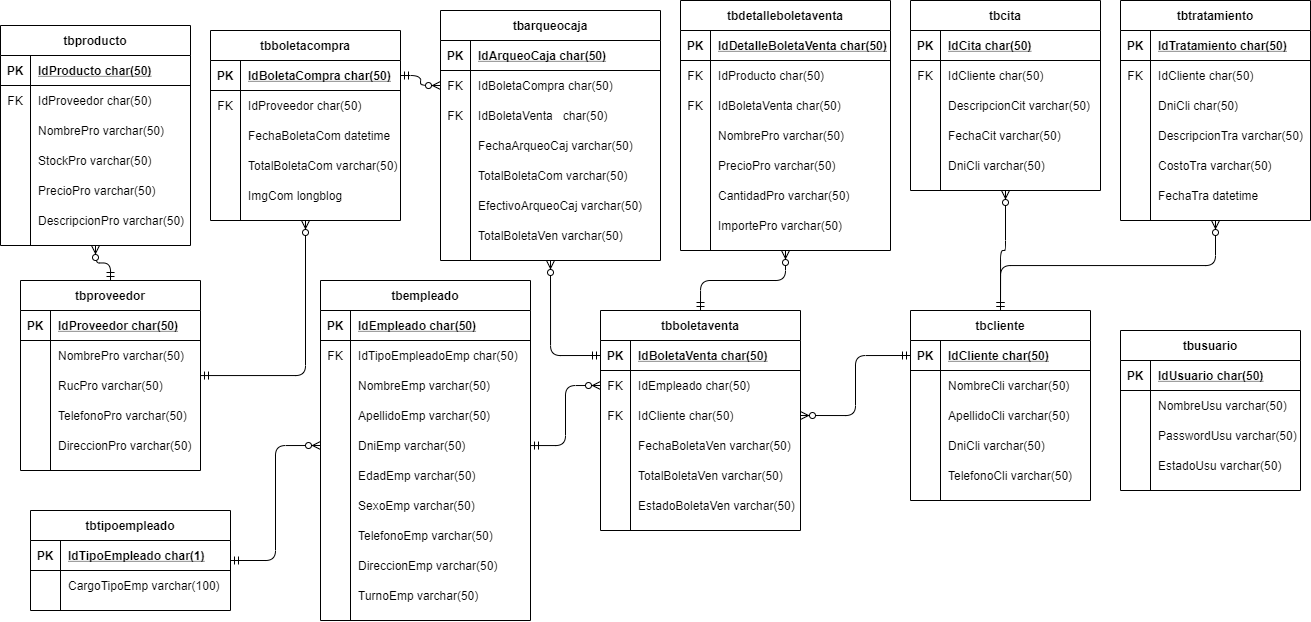 tbproducto
PK IdProducto char(50)
FK IdProveedor char(50)
NombrePro varchar(50)
StockPro varchar(50)
PrecioPro varchar(50)
DescripcionPro varchar(50)
tbboletacompra
PK IdBoletaCompra char(50)
FK IdProveedor char(50)
FechaBoletaCom datetime
TotalBoletaCom varchar(50)
ImgCom longblog
tbarqueocaja
PK IdArqueoCaja char(50)
FK IdBoletaCompra char(50)
FK IdBoletaVenta char(50)
FechaArqueoCaj varchar(50)
TotalBoletaCom varchar(50)
EfectivoArqueoCaj varchar(50)
TotalBoletaVen varchar(50)
tbdetalleboletaventa
PK IdDetalleBoletaVenta char(50)
FK IdProducto char(50)
FK IdBoletaVenta char(50)
NombrePro varchar(50)
PrecioPro varchar(50)
CantidadPro varchar(50)
ImportePro varchar(50)
tbcita
PK IdCita char(50)
FK IdCliente char(50)
DescripcionCit varchar(50)
FechaCit varchar(50)
DniCli varchar(50)
tbtratamiento
PK IdTratamiento char(50)
FK IdCliente char(50)
DniCli char(50)
DescripcionTra varchar(50)
CostoTra varchar(50)
FechaTra datetime
tbproveedor
PK IdProveedor char(50)
NombrePro varchar(50)
RucPro varchar(50)
TelefonoPro varchar(50)
DireccionPro varchar(50)
tbempleado
PK IdEmpleado char(50)
FK IdTipoEmpleadoEmp char(50)
NombreEmp varchar(50)
ApellidoEmp varchar(50)
DniEmp varchar(50)
EdadEmp varchar(50)
SexoEmp varchar(50)
TelefonoEmp varchar(50)
DireccionEmp varchar(50)
TurnoEmp varchar(50)
tbboletaventa
PK IdBoletaVenta char(50)
FK IdEmpleado char(50)
FK IdCliente char(50)
FechaBoletaVen varchar(50)
TotalBoletaVen varchar(50)
EstadoBoletaVen varchar(50)
tbcliente
PK IdCliente char(50)
NombreCli varchar(50)
ApellidoCli varchar(50)
DniCli varchar(50)
TelefonoCli varchar(50)
tbusuario
PK IdUsuario char(50)
NombreUsu varchar(50)
PasswordUsu varchar(50)
EstadoUsu varchar(50)
tbtipoempleado
PK IdTipoEmpleado char(1)
CargoTipoEmp varchar(100)